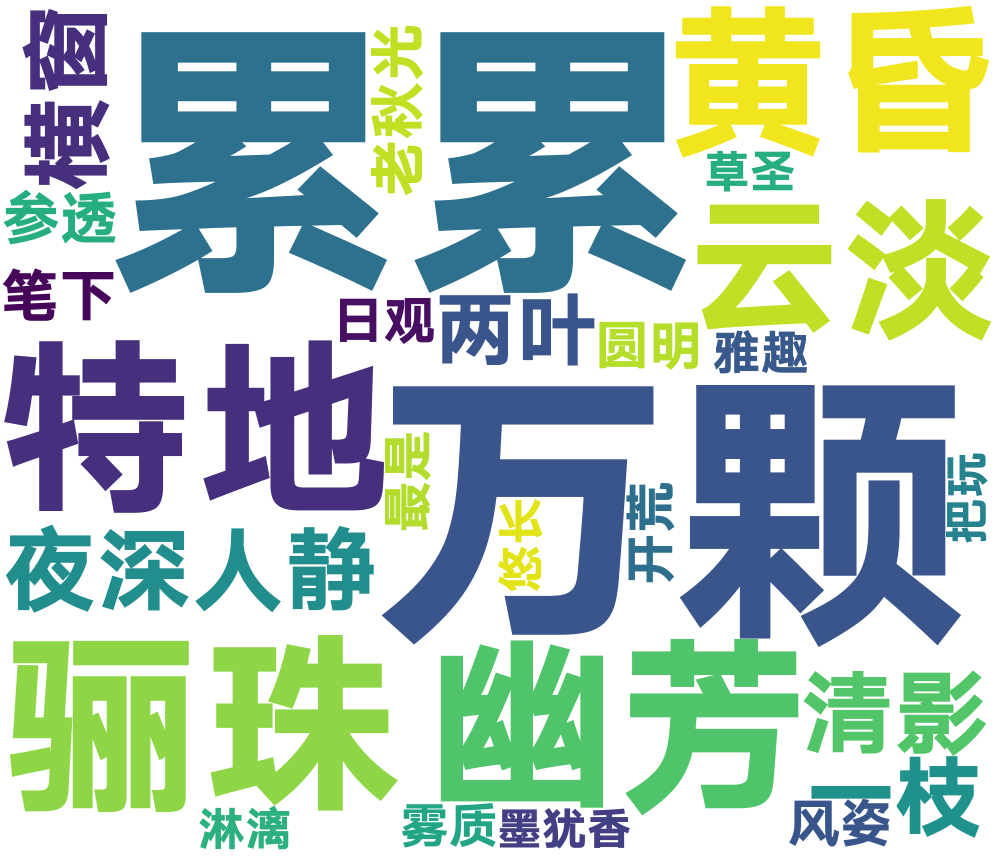 横窗
累累
老秋光
黄昏
草圣
参透
云淡
笔下
日观
两叶
圆明
雅趣
特地
万颗
最是
悠长
开荒
把玩
夜深人静
骊珠
幽芳
清影
一枝
淋漓
雾质
墨犹香
风姿